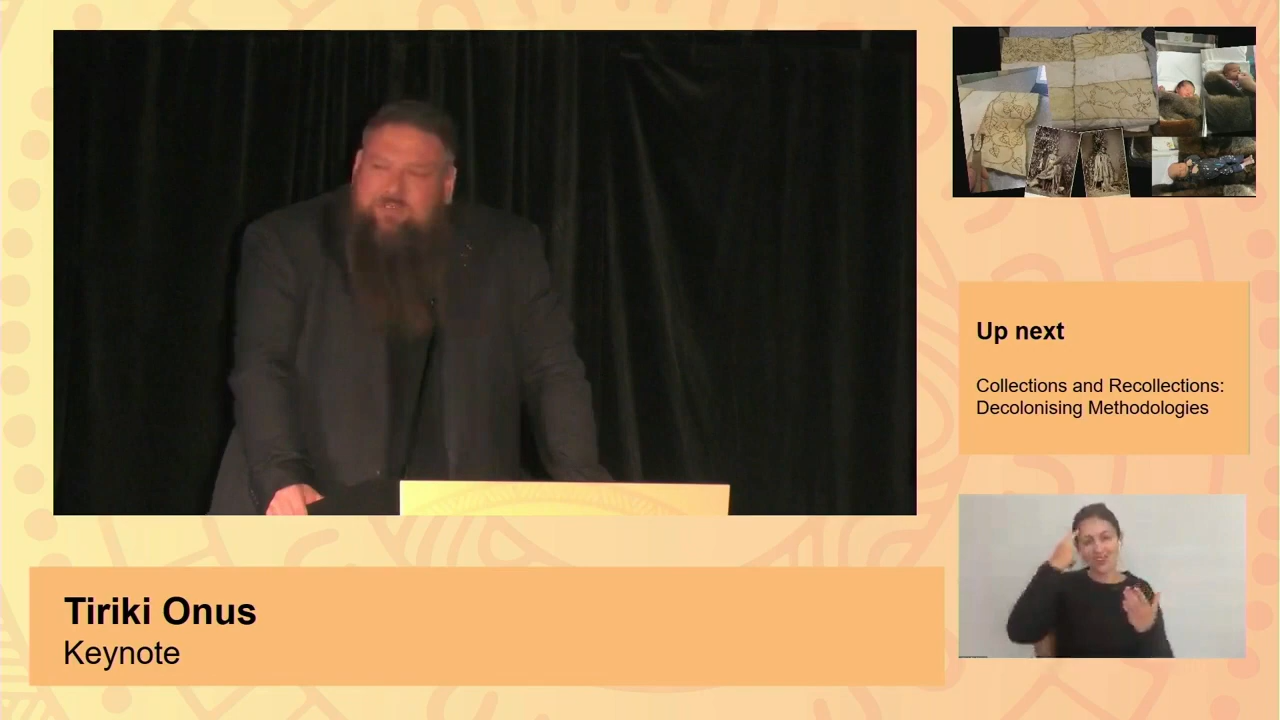 Up next
Collections and Recollections:
Decolonising Methodologies
Tiriki Onus
Keynote